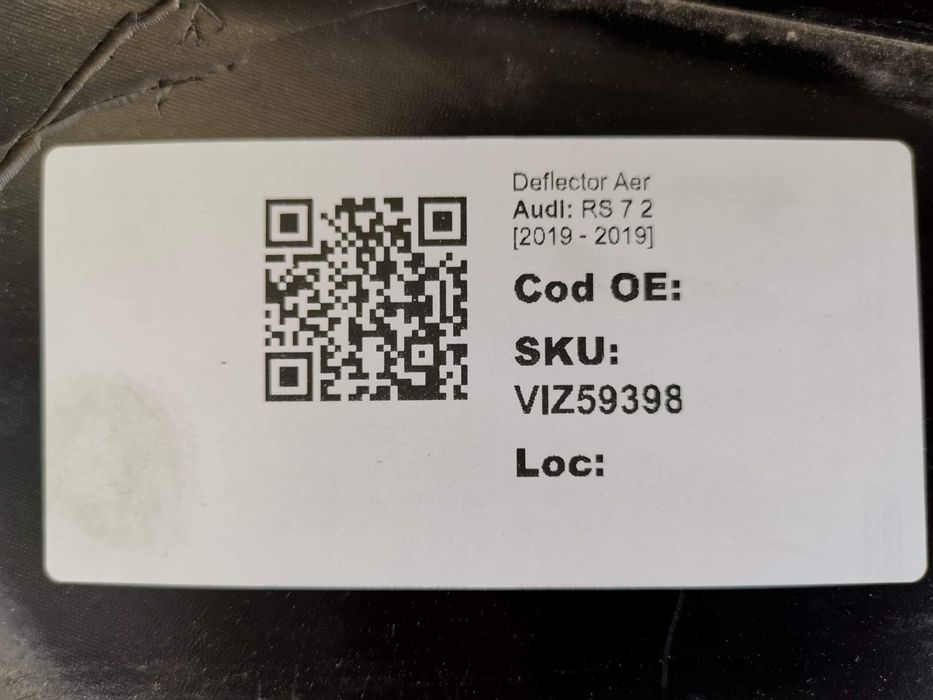 Deflector Aer
Audi: RS 7 2
[2019 - 2019]
Cod OE:
SKU:
VIZ59398
Loc: